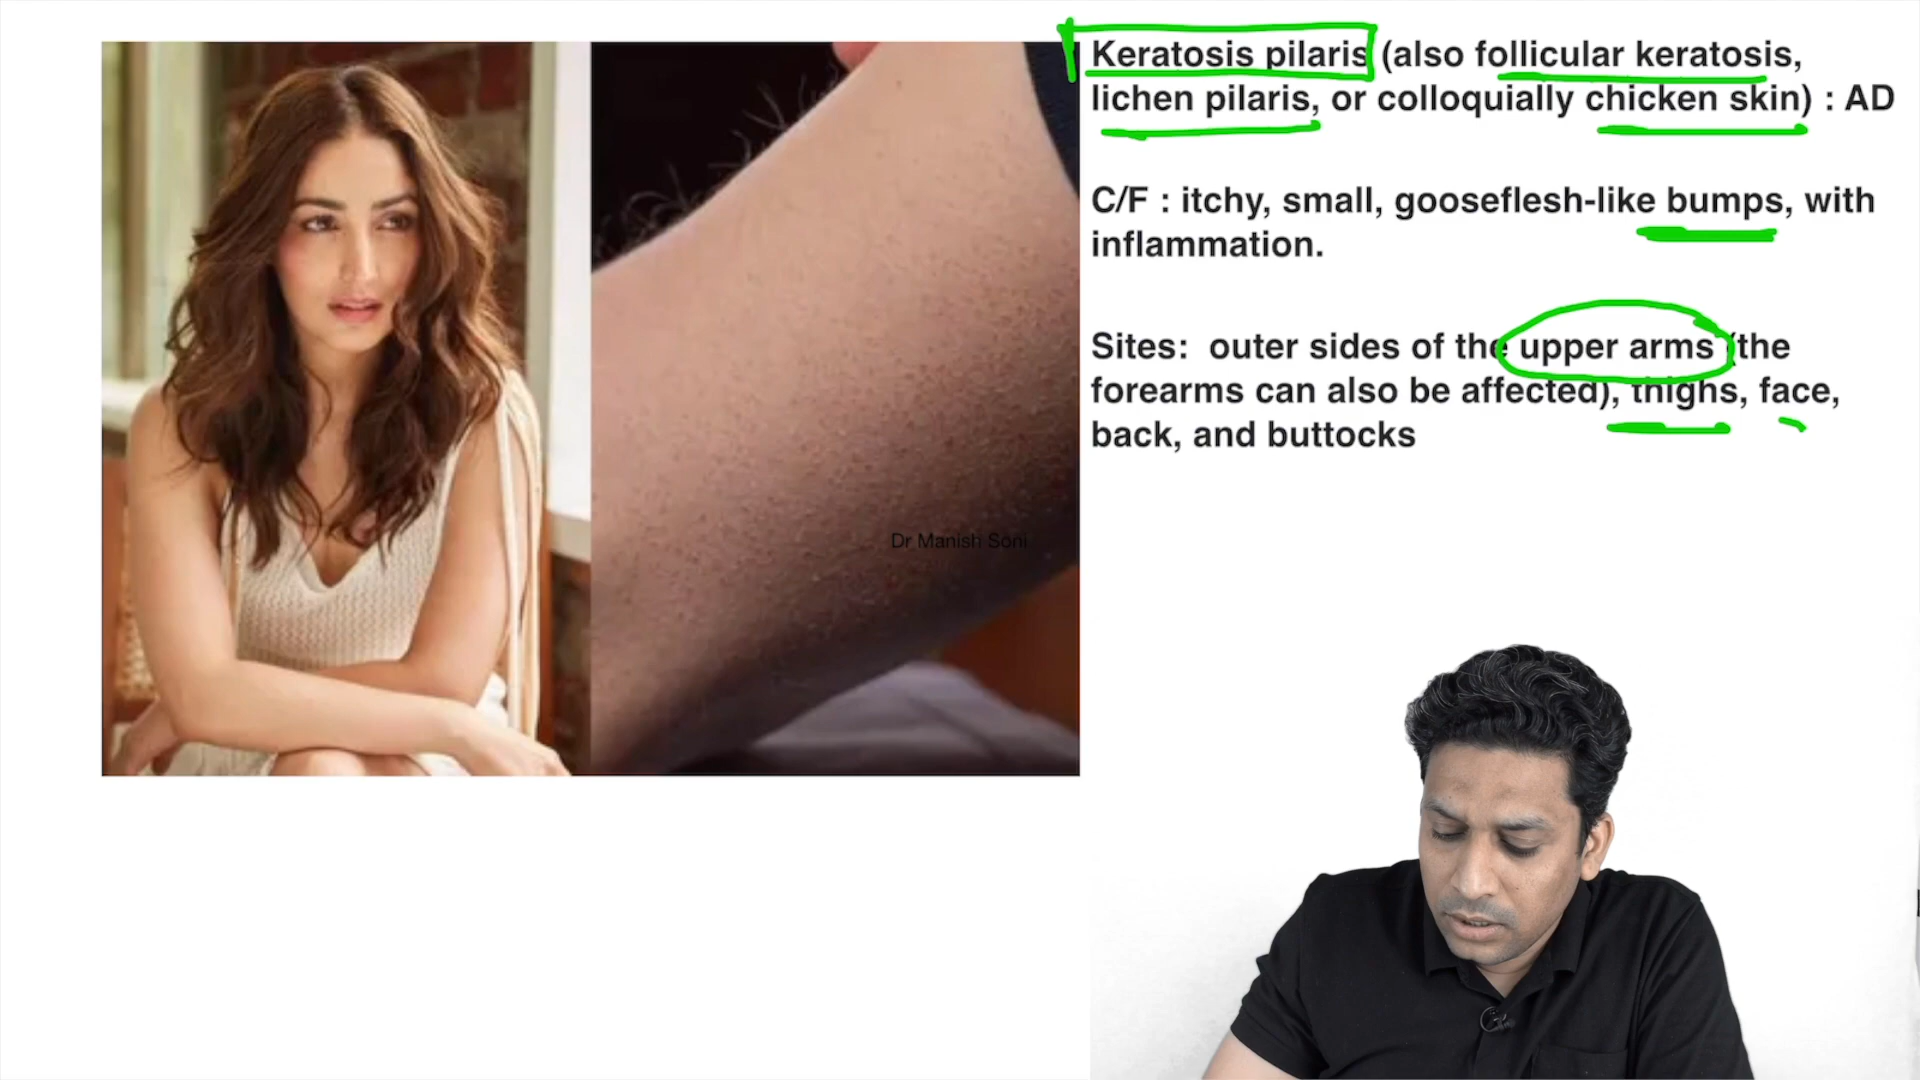 Keratosis pilaris (also follicular keratosis,
lichen pilaris, or colloquially chicken skin) : AD
C/F : itchy, small, gooseflesh-like bumps, with
inflammation.
Sites: outer sides of the upper arms (the
forearms can also be affected), thighs, face,
back, and buttocks
Dr Manish Soni